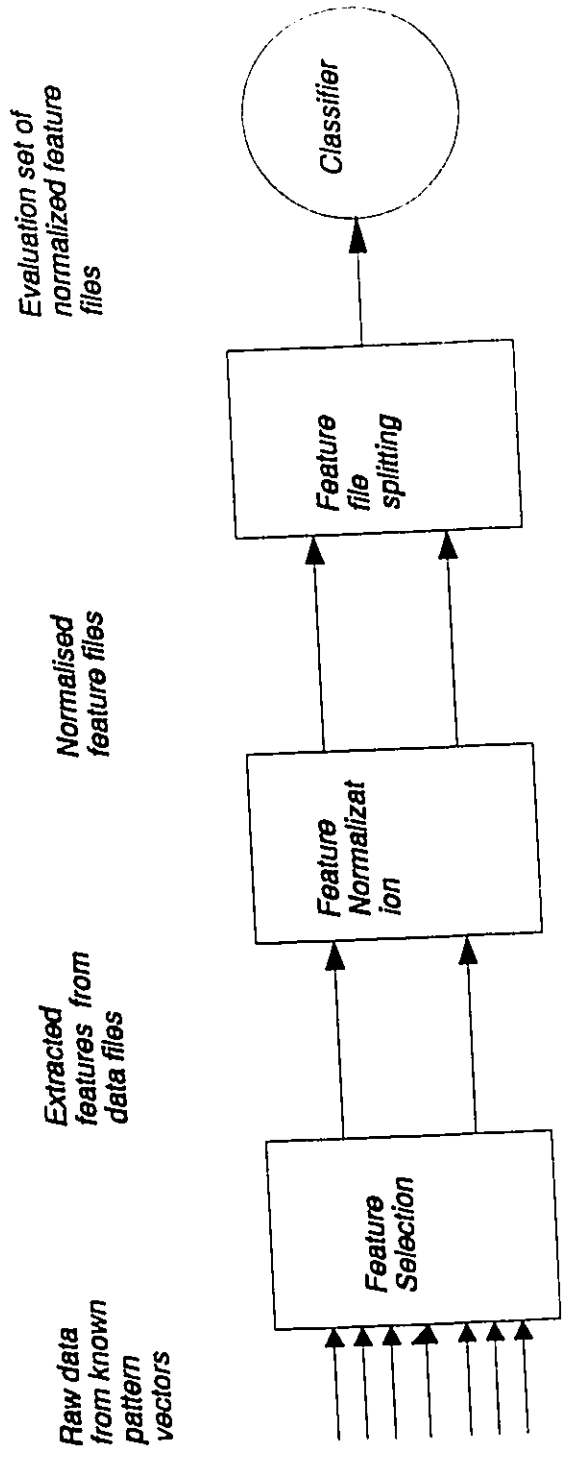 Raw data
from known
pattern
vectors
Extracted
features from
data files
Normalised
feature files
Evaluation set of
normalized feature
files
Feature
Selection
Feature
Normalizat
ion
Feature
file
splitting
Classifier